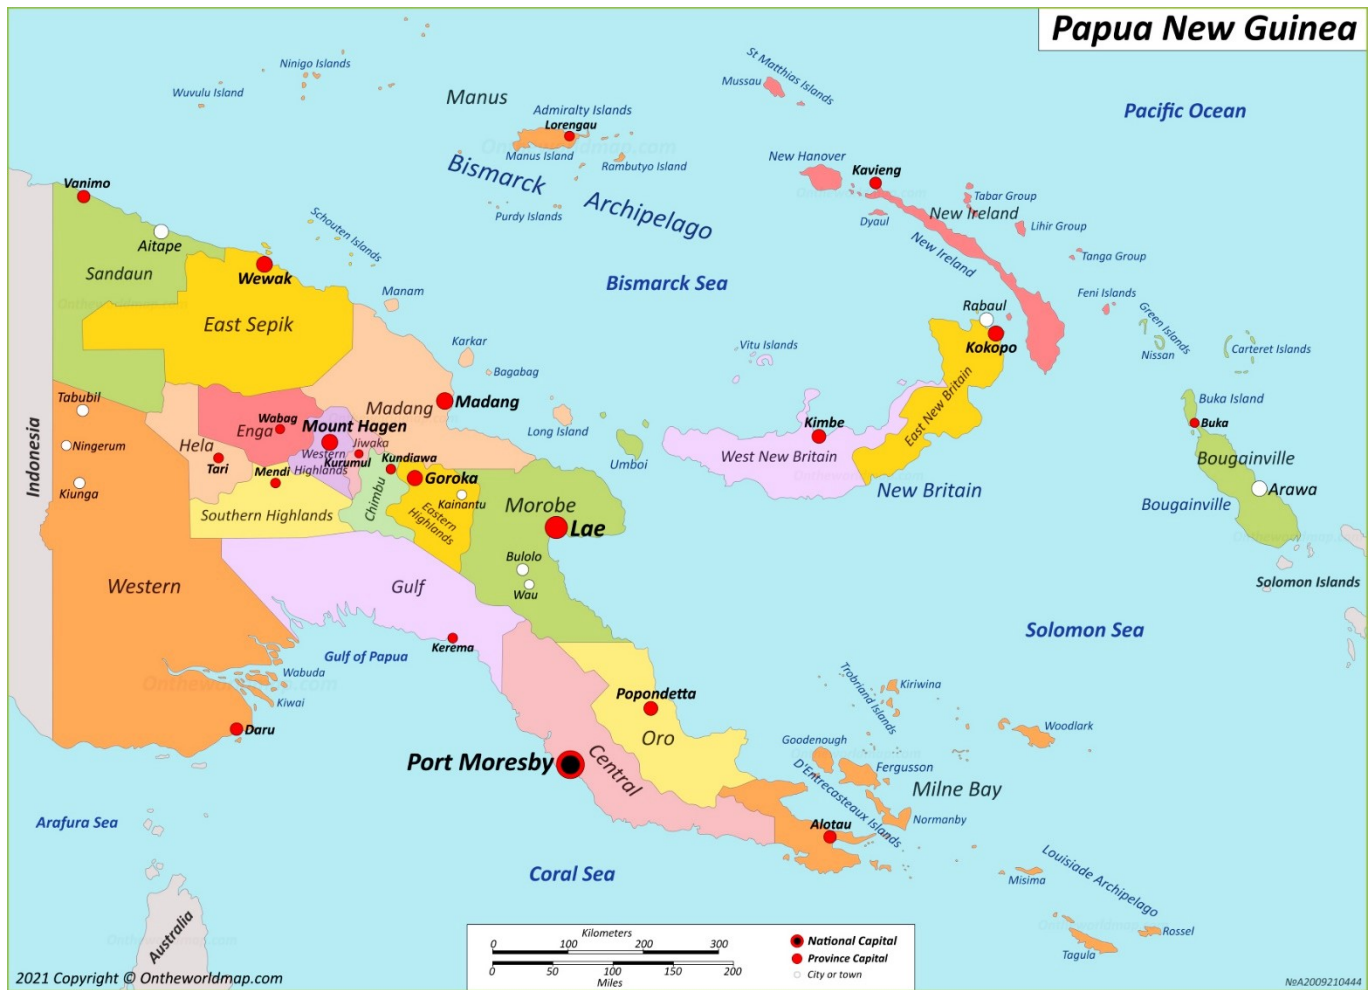 Papua New Guinea
Ninigo Islands
Wuvulu Island
Manus
Admiralty Islands
Lorengau
Manus Island
Rambutyo Island
Purdy Islands
Bismarck
Archipelago
St Matthias Islands
Mussau
Pacific Ocean
New Hanover
Kavieng
Dyaul
New Ireland
New Ireland
Tabar Group
Lihir Group
Tanga Group
Feni Islands
Green Islands
Nissan
Carteret Islands
Vanimo
Aitape
Sandaun
Schouten Islands
Wewak
East Sepik
Manam
Bismarck Sea
Karkar
Bagabag
Vitu Islands
Rabaul
Kokopo
East New Britain
Kimbe
West New Britain
New Britain
Buka Island
Buka
Bougainville
Bougainville
Arawa
Solomon Islands
Indonesia
Tabubil
Ningerum
Kiunga
Hela
Tari
Wabag
Enga
Mendi
Mount Hagen
Western
Highlands
Jiwaka
Kurumul
Kundiawa
Chimbu
Madang
Madang
Long Island
Umboi
Goroka
Kainantu
Eastern
Highlands
Southern Highlands
Morobe
Lae
Bulolo
Wau
Western
Gulf
Kerema
Gulf of Papua
Wabuda
Kiwai
Daru
Solomon Sea
Popondetta
Oro
Port Moresby
Central
Trobriand Islands
Kiriwina
Woodlark
Goodenough
Fergusson
D'Entrecasteaux Islands
Milne Bay
Normanby
Alotau
Arafura Sea
Coral Sea
Louisiade Archipelago
Misima
Rossel
Tagula
Australia
Kilometers
0 100 200 300
0 50 100 150 200
Miles
National Capital
Province Capital
City or town
2021 Copyright © Ontheworldmap.com
№A2009210444